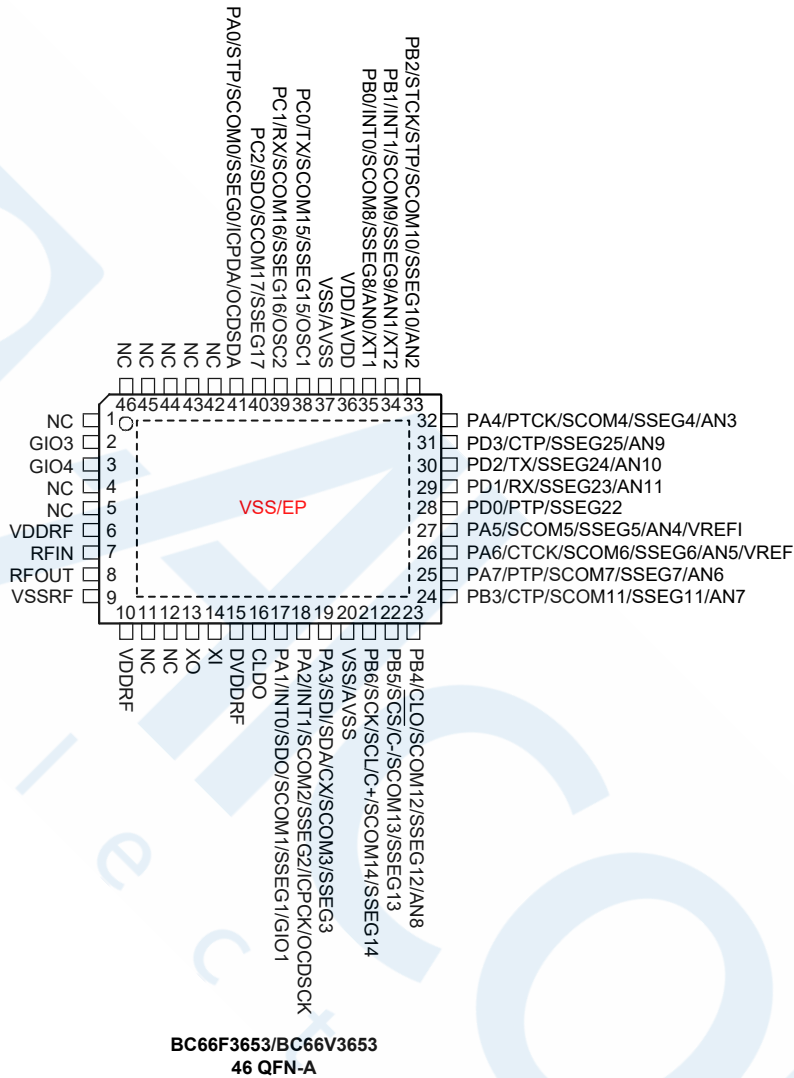 PA0/STP/SCOM0/SSEG0/ICPDA/OCDSDA
PC2/SDO/SCOM17/SSEG17
PC1/RX/SCOM16/SSEG16/OSC2
PC0/TX/SCOM15/SSEG15/OSC1
VSS/AVSS
VDD/AVDD
PB0/INT0/SCOM8/SSEG8/AN0/XT1
PB1/INT1/SCOM9/SSEG9/AN1/XT2
PB2/STCK/STP/SCOM10/SSEG10/AN2
NC NC NC NC NC
46 45 44 43 42 41 40 39 38 37 36 35 34 33
NC 1
GIO3 2
GIO4 3
NC 4
NC 5
VDDRF 6
RFIN 7
RFOUT 8
VSSRF 9
VSS/EP
32 PA4/PTCK/SCOM4/SSEG4/AN3
31 PD3/CTP/SSEG25/AN9
30 PD2/TX/SSEG24/AN10
29 PD1/RX/SSEG23/AN11
28 PD0/PTP/SSEG22
27 PA5/SCOM5/SSEG5/AN4/VREFI
26 PA6/CTCK/SCOM6/SSEG6/AN5/VREF
25 PA7/PTP/SCOM7/SSEG7/AN6
24 PB3/CTP/SCOM11/SSEG11/AN7
10 11 12 13 14 15 16 17 18 19 20 21 22 23
VDDRF
NC
NC
XO
XI
DVDDRF
CLDO
PA1/INT0/SDO/SCOM1/SSEG1/GIO1
PA2/INT1/SCOM2/SSEG2/ICPCK/OCDSCK
PA3/SDI/SDA/CX/SCOM3/SSEG3
VSS/AVSS
PB6/SCK/SCL/C+/SCOM14/SSEG14
PB5/SCS/C-/SCOM13/SSEG13
PB4/CLO/SCOM12/SSEG12/AN8
BC66F3653/BC66V3653
46 QFN-A